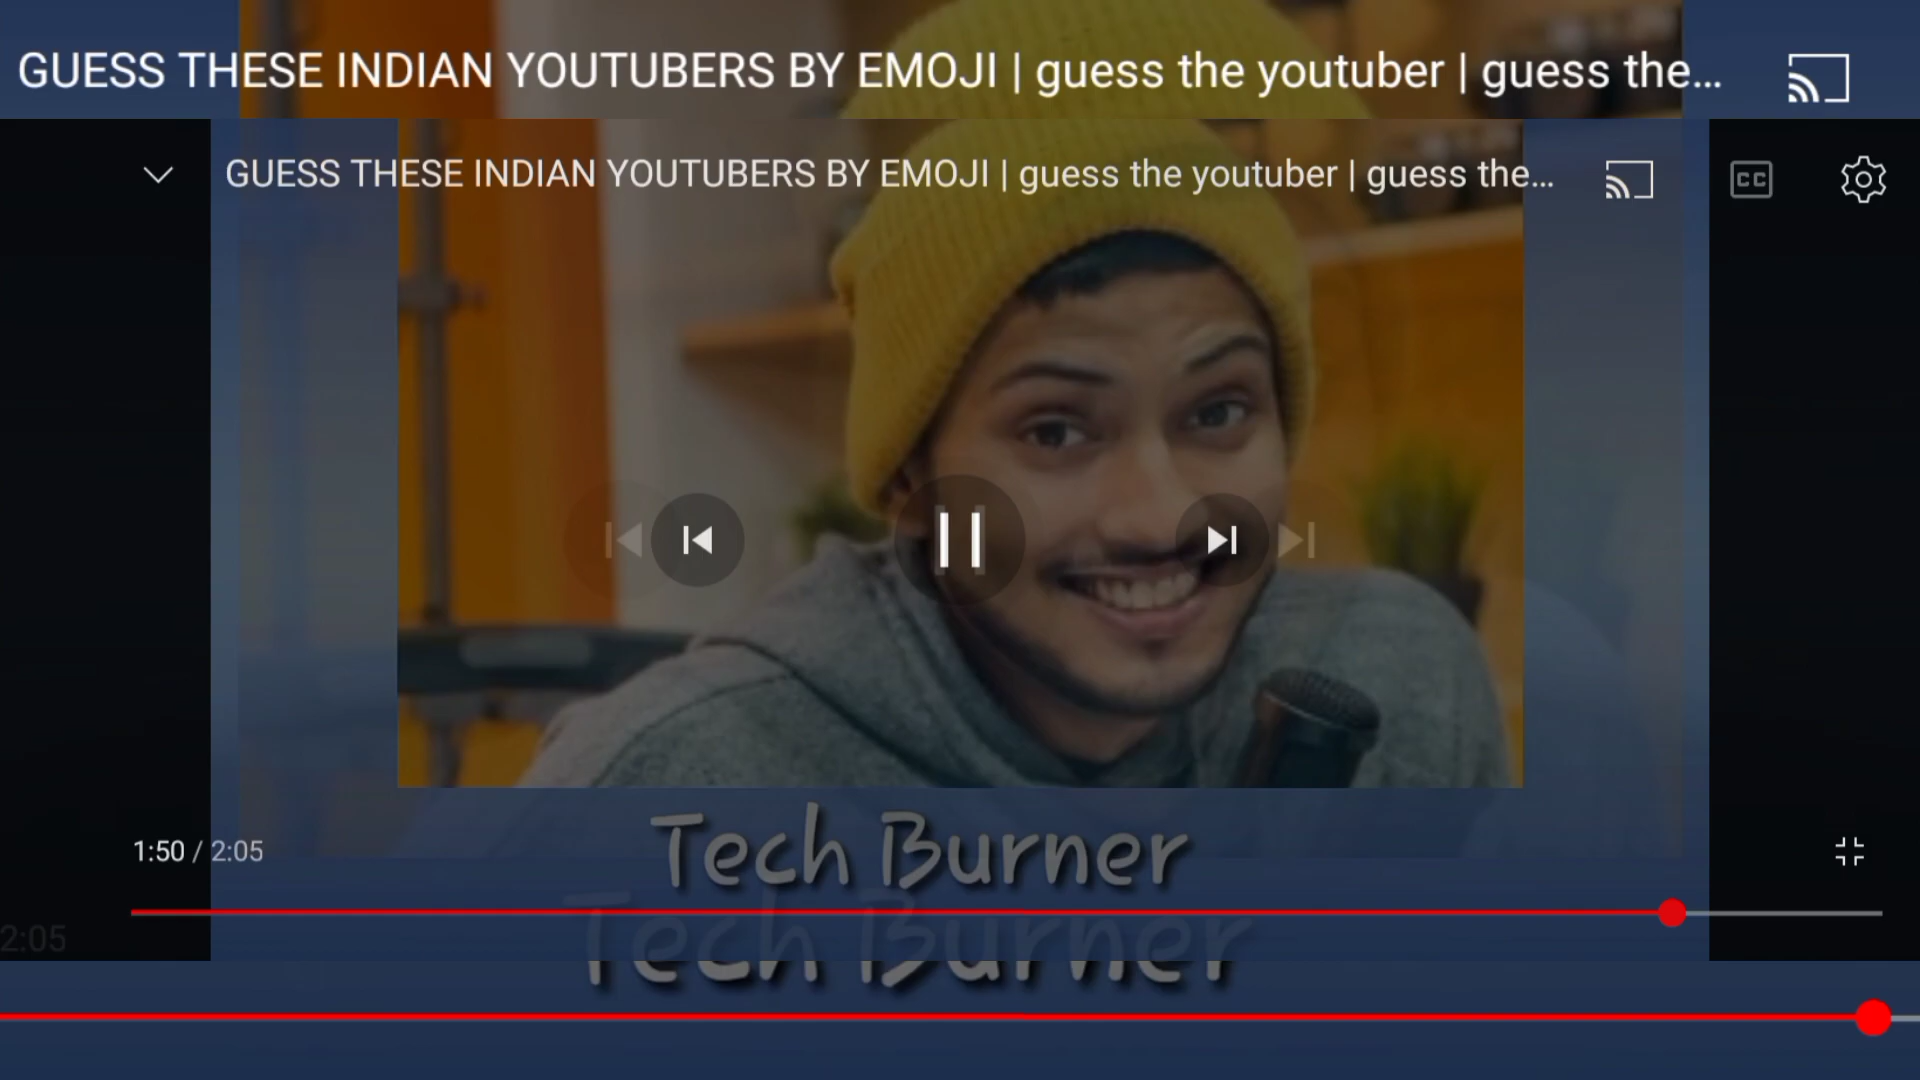 GUESS THESE INDIAN YOUTUBERS BY EMOJI | guess the youtuber | guess the...
GUESS THESE INDIAN YOUTUBERS BY EMOJI | guess the youtuber | guess the...
CC
Tech Burner
1:50 / 2:05
Tech Burner
2:05